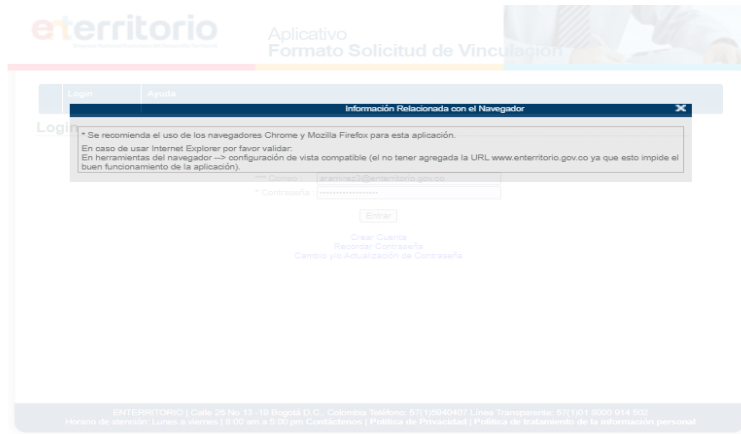 enterritorio
Aplicativo
Formato Solicitud de Vinculación
Login Ayuda
Información Relacionada con el Navegador
Login
* Se recomienda el uso de los navegadores Chrome y Mozilla Firefox para esta aplicación.
En caso de usar Internet Explorer por favor validar:
En herramientas del navegador --> configuración de vista compatible (el no tener agregada la URL www.enterritorio.gov.co ya que esto impide el
buen funcionamiento de la aplicación).
* Contraseña
Entrar
Crear Cuenta
Recordar Contraseña
Cambio y/o Actualización de Contraseña
ENTERRITORIO | Calle 26 No 13 -19 Bogotá D.C., Colombia Teléfono: 57(1)5940407 Línea Transparente: 57(1)01 8000 914 502
Horario de atención: Lunes a viernes | 8:00 am a 5:00 pm Contáctenos | Política de Privacidad | Política de tratamiento de la información personal